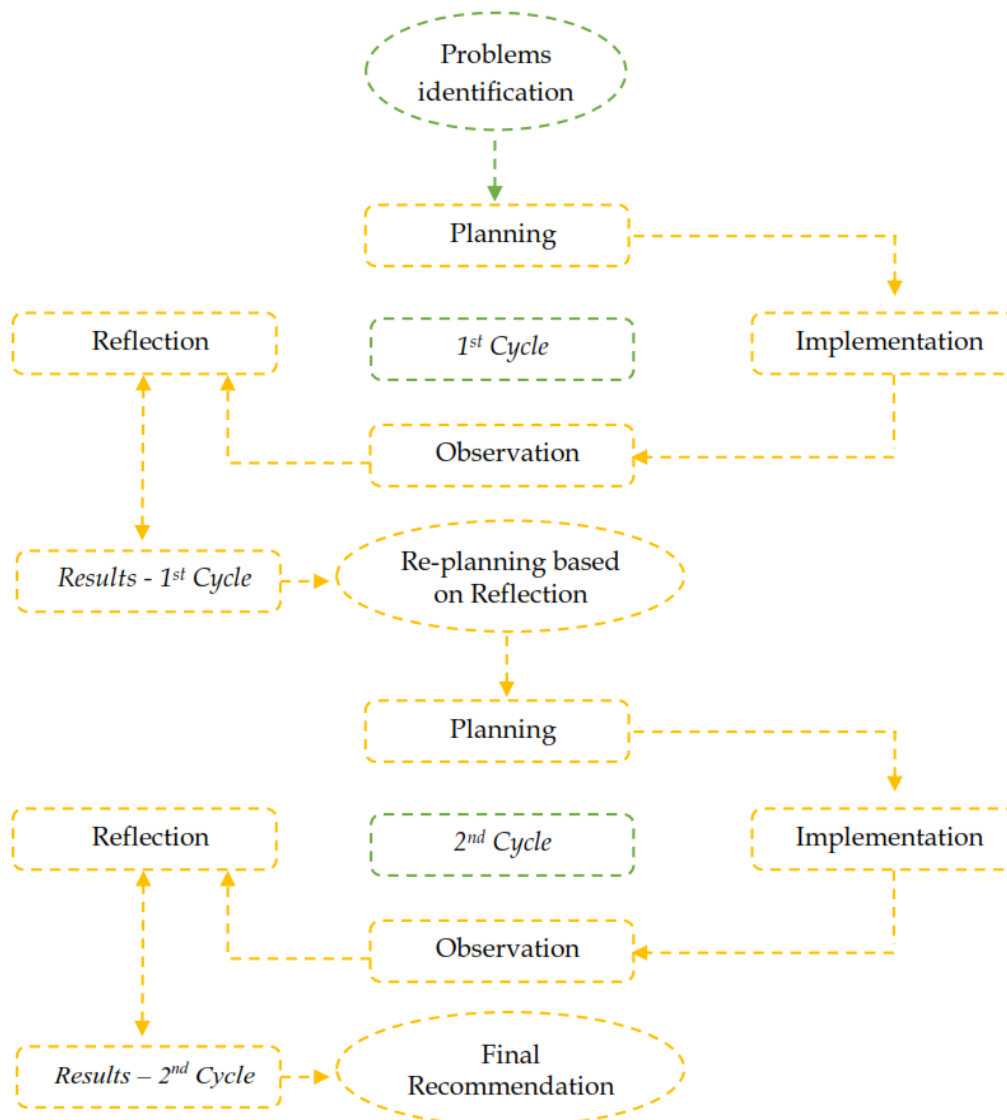 Problems
identification
Planning
Reflection
1st Cycle
Implementation
Observation
Results - 1st Cycle
Re-planning based
on Reflection
Planning
Reflection
2nd Cycle
Implementation
Observation
Results – 2nd Cycle
Final
Recommendation